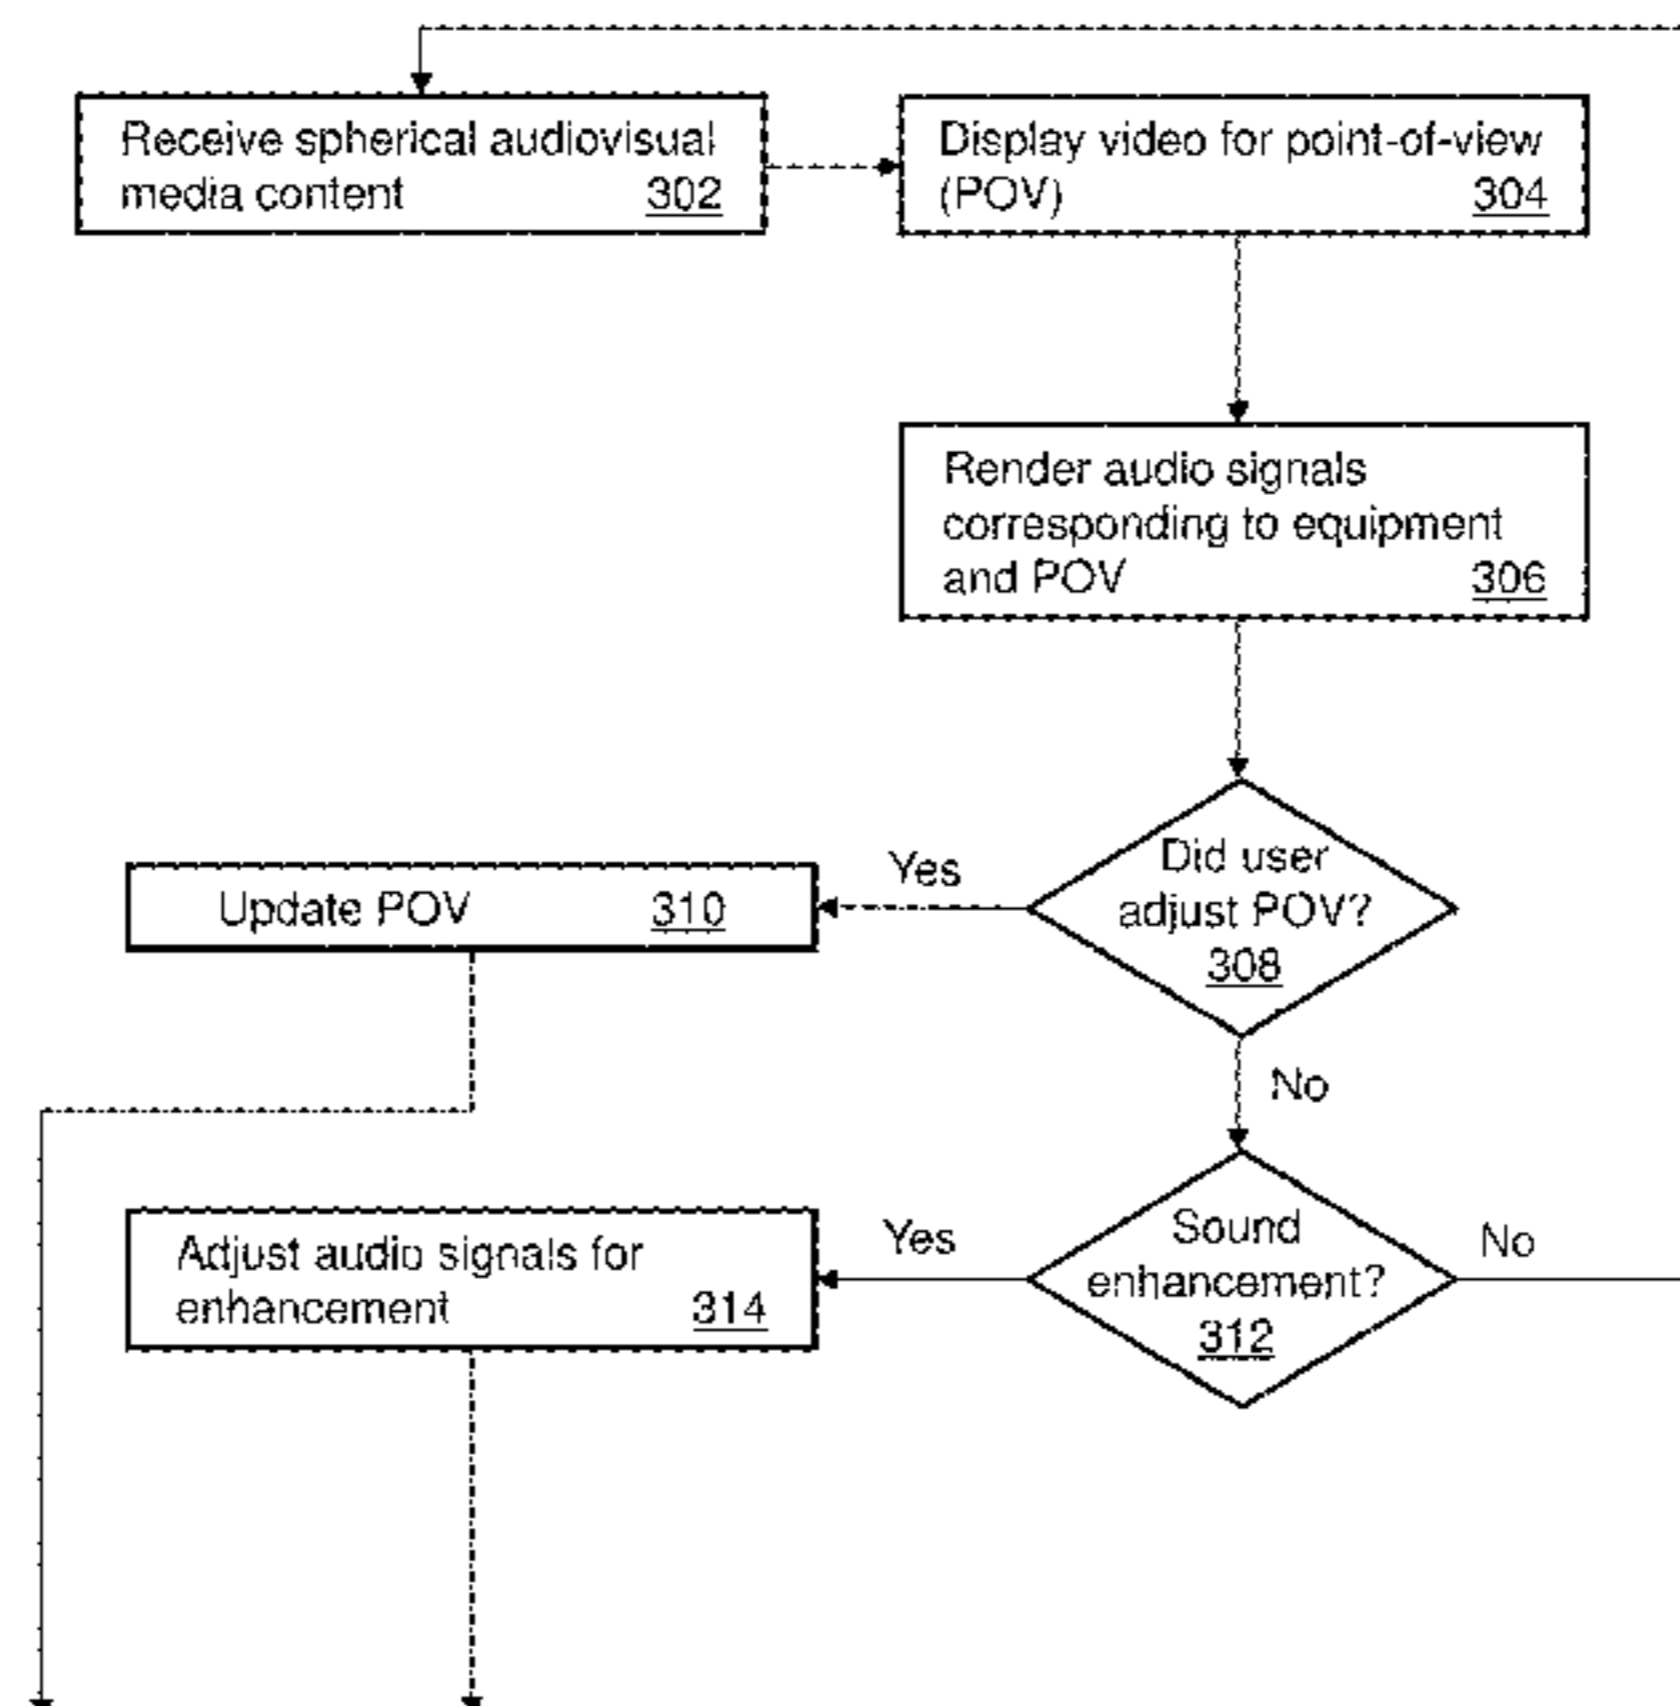 Receive spherical audiovisual
media content 302
Display video for point-of-view
(POV) 304
Render audio signals
corresponding to equipment
and POV 306
Did user
adjust POV?
308
Yes
Update POV 310
No
Sound
enhancement?
312
Yes
No
Adjust audio signals for
enhancement 314